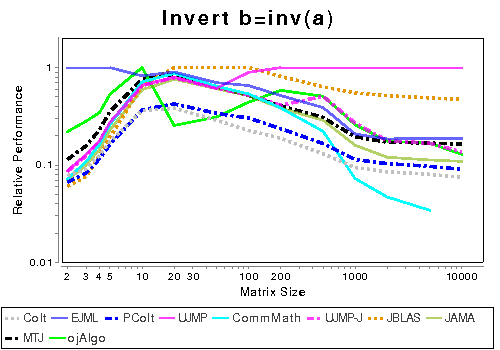 Invert b=inv(a)
Relative Performance
1
0.1
0.01
2 3 4 5 10 20 30 100 200 1000 2000 10000
Matrix Size
Colt EJML PColt UJMP CommMath UJMP-J JBLAS JAMA
MTJ ojAlgo